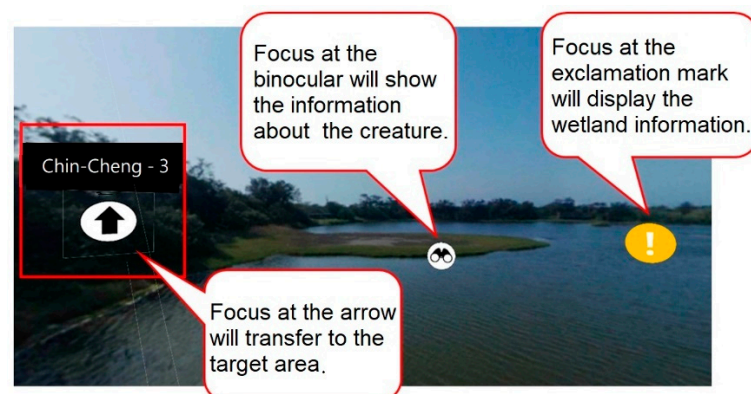 Focus at the
binocular will show
the information
about the creature.
Focus at the
exclamation mark
will display the
wetland information.
Chin-Cheng - 3
!
Focus at the arrow
will transfer to the
target area.